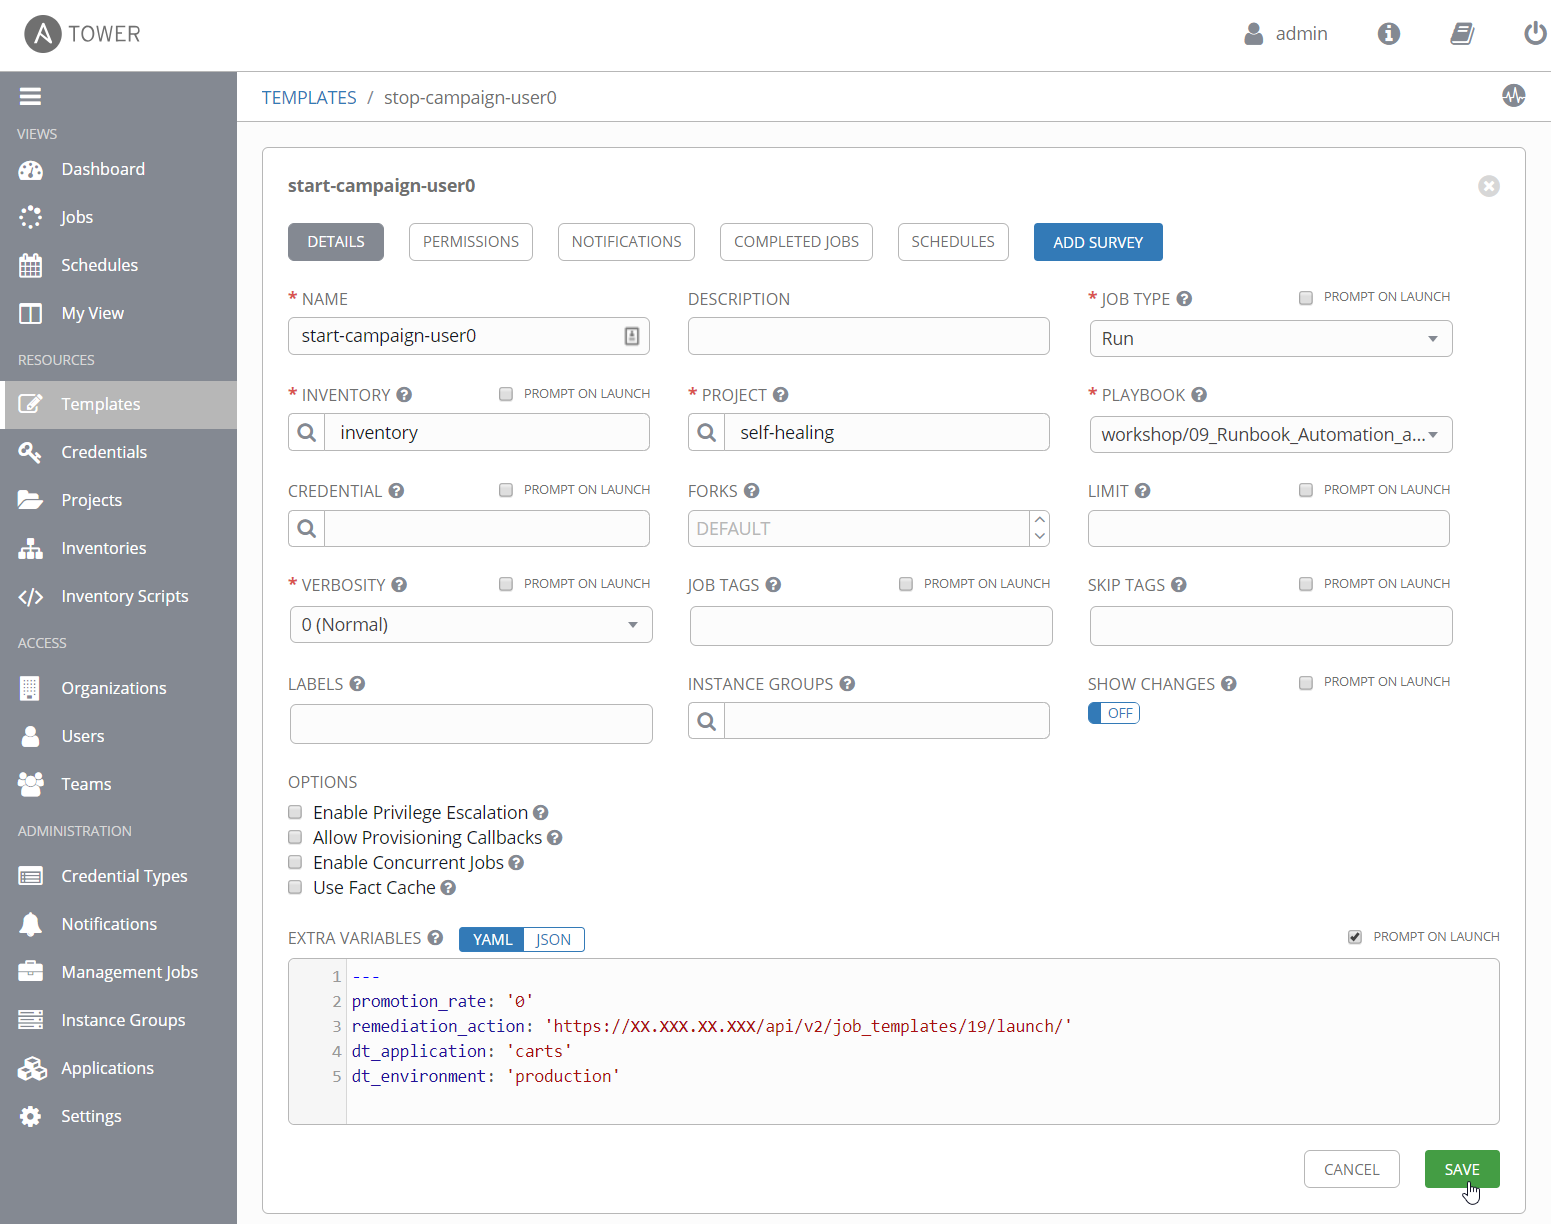 A TOWER
admin
VIEWS
Dashboard
Jobs
Schedules
My View
RESOURCES
Templates
Credentials
Projects
Inventories
Inventory Scripts
ACCESS
Organizations
Users
Teams
ADMINISTRATION
Credential Types
Notifications
Management Jobs
Instance Groups
Applications
Settings
TEMPLATES / stop-campaign-user0
start-campaign-user0
DETAILS PERMISSIONS NOTIFICATIONS COMPLETED JOBS SCHEDULES ADD SURVEY
* NAME DESCRIPTION * JOB TYPE ? PROMPT ON LAUNCH
start-campaign-user0 Run
* INVENTORY ? PROMPT ON LAUNCH * PROJECT ? * PLAYBOOK ?
inventory self-healing workshop/09_Runbook_Automation_a...
CREDENTIAL ? PROMPT ON LAUNCH FORKS ? LIMIT ? PROMPT ON LAUNCH
DEFAULT
* VERBOSITY ? PROMPT ON LAUNCH JOB TAGS ? PROMPT ON LAUNCH SKIP TAGS ? PROMPT ON LAUNCH
0 (Normal)
LABELS ? INSTANCE GROUPS ? SHOW CHANGES ? PROMPT ON LAUNCH
OFF
OPTIONS
Enable Privilege Escalation ?
Allow Provisioning Callbacks ?
Enable Concurrent Jobs ?
Use Fact Cache ?
EXTRA VARIABLES ? YAML JSON PROMPT ON LAUNCH
1 ---
2 promotion_rate: '0'
3 remediation_action: 'https://XX.XXX.XX.XXX/api/v2/job_templates/19/launch/'
4 dt_application: 'carts'
5 dt_environment: 'production'
CANCEL SAVE